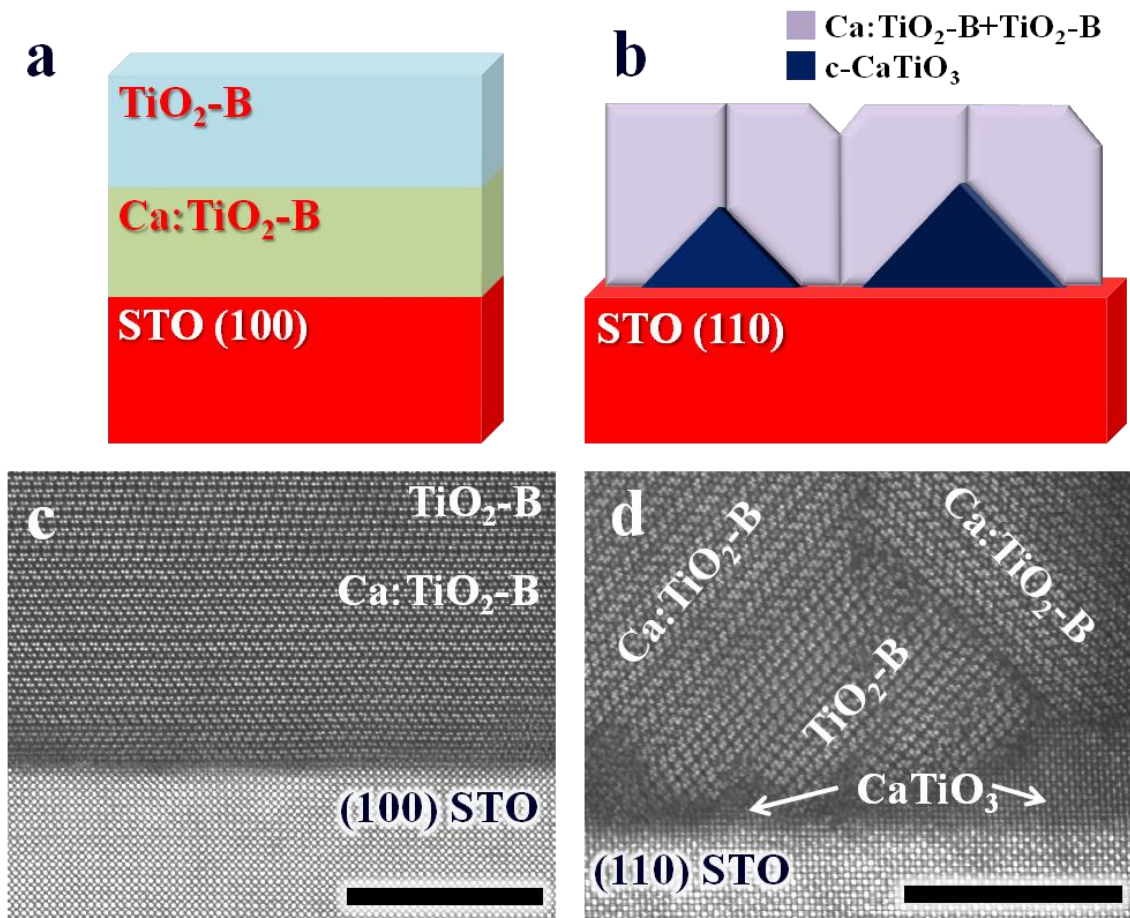 a
TiO₂-B
Ca:TiO₂-B
STO (100)
b
Ca:TiO₂-B+TiO₂-B
c-CaTiO₃
STO (110)
c
TiO₂-B
Ca:TiO₂-B
(100) STO
d
Ca:TiO₂-B
Ca:TiO₂-B
TiO₂-B
CaTiO₃
(110) STO